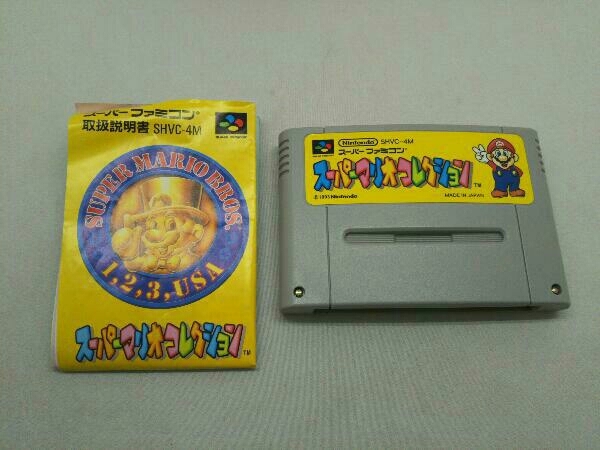 スーパーファミコン
取扱説明書 SHVC-4M
SUPER MARIO BROS.
1, 2, 3, USA
スーパーマリオコレクション
TM
Nintendo SHVC-4M
スーパーファミコン
スーパーマリオコレクション
TM
© 1993 Nintendo
MADE IN JAPAN